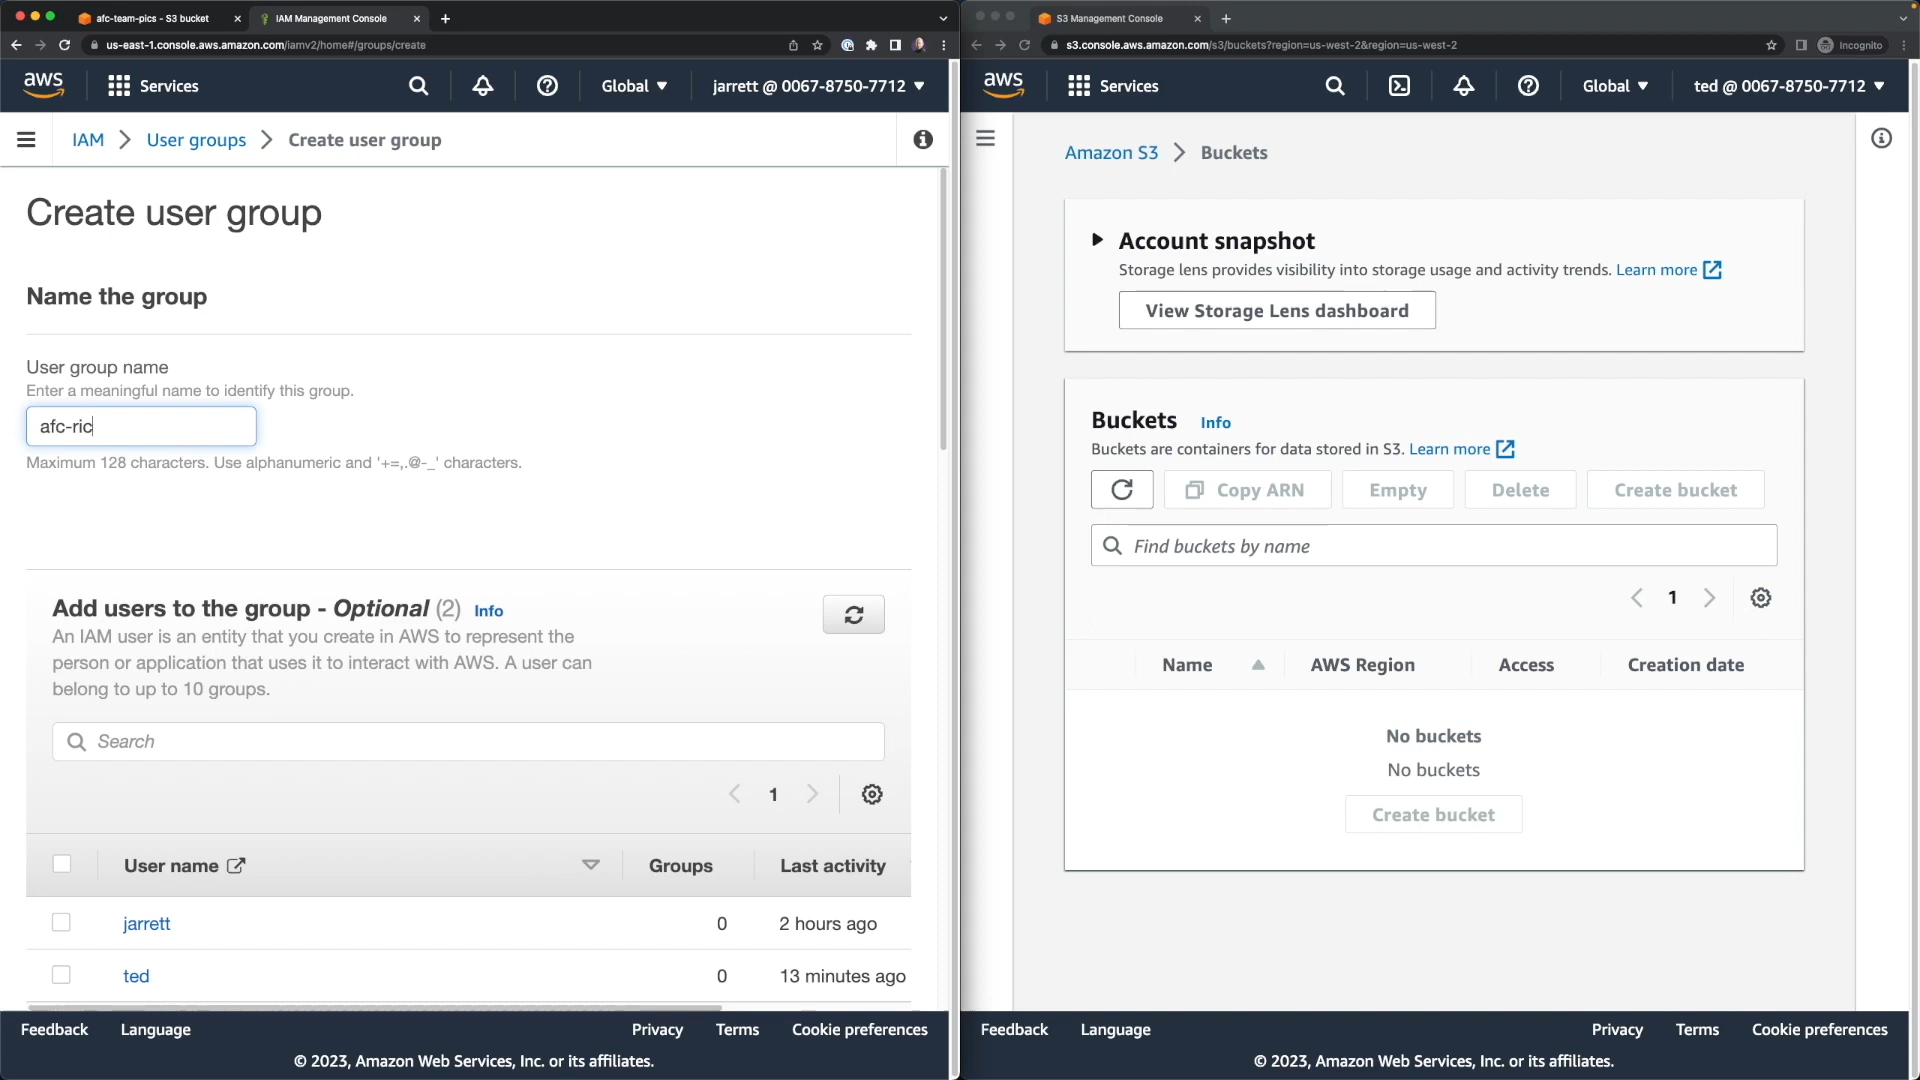 afc-team-pics - S3 bucket
IAM Management Console
us-east-1.console.aws.amazon.com/iamv2/home#/groups/create
aws
Services
Global
jarrett @ 0067-8750-7712
IAM
User groups
Create user group
Create user group
Name the group
User group name
Enter a meaningful name to identify this group.
afc-ric
Maximum 128 characters. Use alphanumeric and '+=,.@-_' characters.
Add users to the group - Optional (2) Info
An IAM user is an entity that you create in AWS to represent the
person or application that uses it to interact with AWS. A user can
belong to up to 10 groups.
Search
1
User name
Groups
Last activity
jarrett
0
2 hours ago
ted
0
13 minutes ago
Feedback
Language
Privacy
Terms
Cookie preferences
© 2023, Amazon Web Services, Inc. or its affiliates.
S3 Management Console
s3.console.aws.amazon.com/s3/buckets?region=us-west-2&region=us-west-2
Incognito
aws
Services
Global
ted @ 0067-8750-7712
Amazon S3
Buckets
Account snapshot
Storage lens provides visibility into storage usage and activity trends. Learn more
View Storage Lens dashboard
Buckets Info
Buckets are containers for data stored in S3. Learn more
Copy ARN
Empty
Delete
Create bucket
Find buckets by name
1
Name
AWS Region
Access
Creation date
No buckets
No buckets
Create bucket
Feedback
Language
Privacy
Terms
Cookie preferences
© 2023, Amazon Web Services, Inc. or its affiliates.